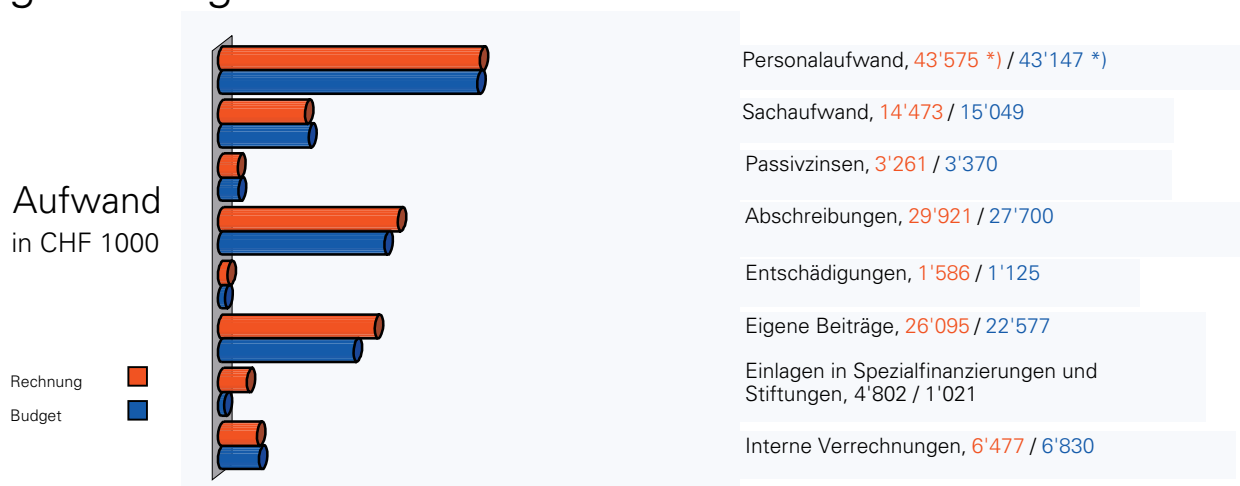 Personalaufwand, 43'575 *) / 43'147 *)
Sachaufwand, 14'473 / 15'049
Passivzinsen, 3'261 / 3'370
Aufwand
in CHF 1000
Abschreibungen, 29'921 / 27'700
Entschädigungen, 1'586 / 1'125
Eigene Beiträge, 26'095 / 22'577
Einlagen in Spezialfinanzierungen und
Stiftungen, 4'802 / 1'021
Rechnung
Budget
Interne Verrechnungen, 6'477 / 6'830